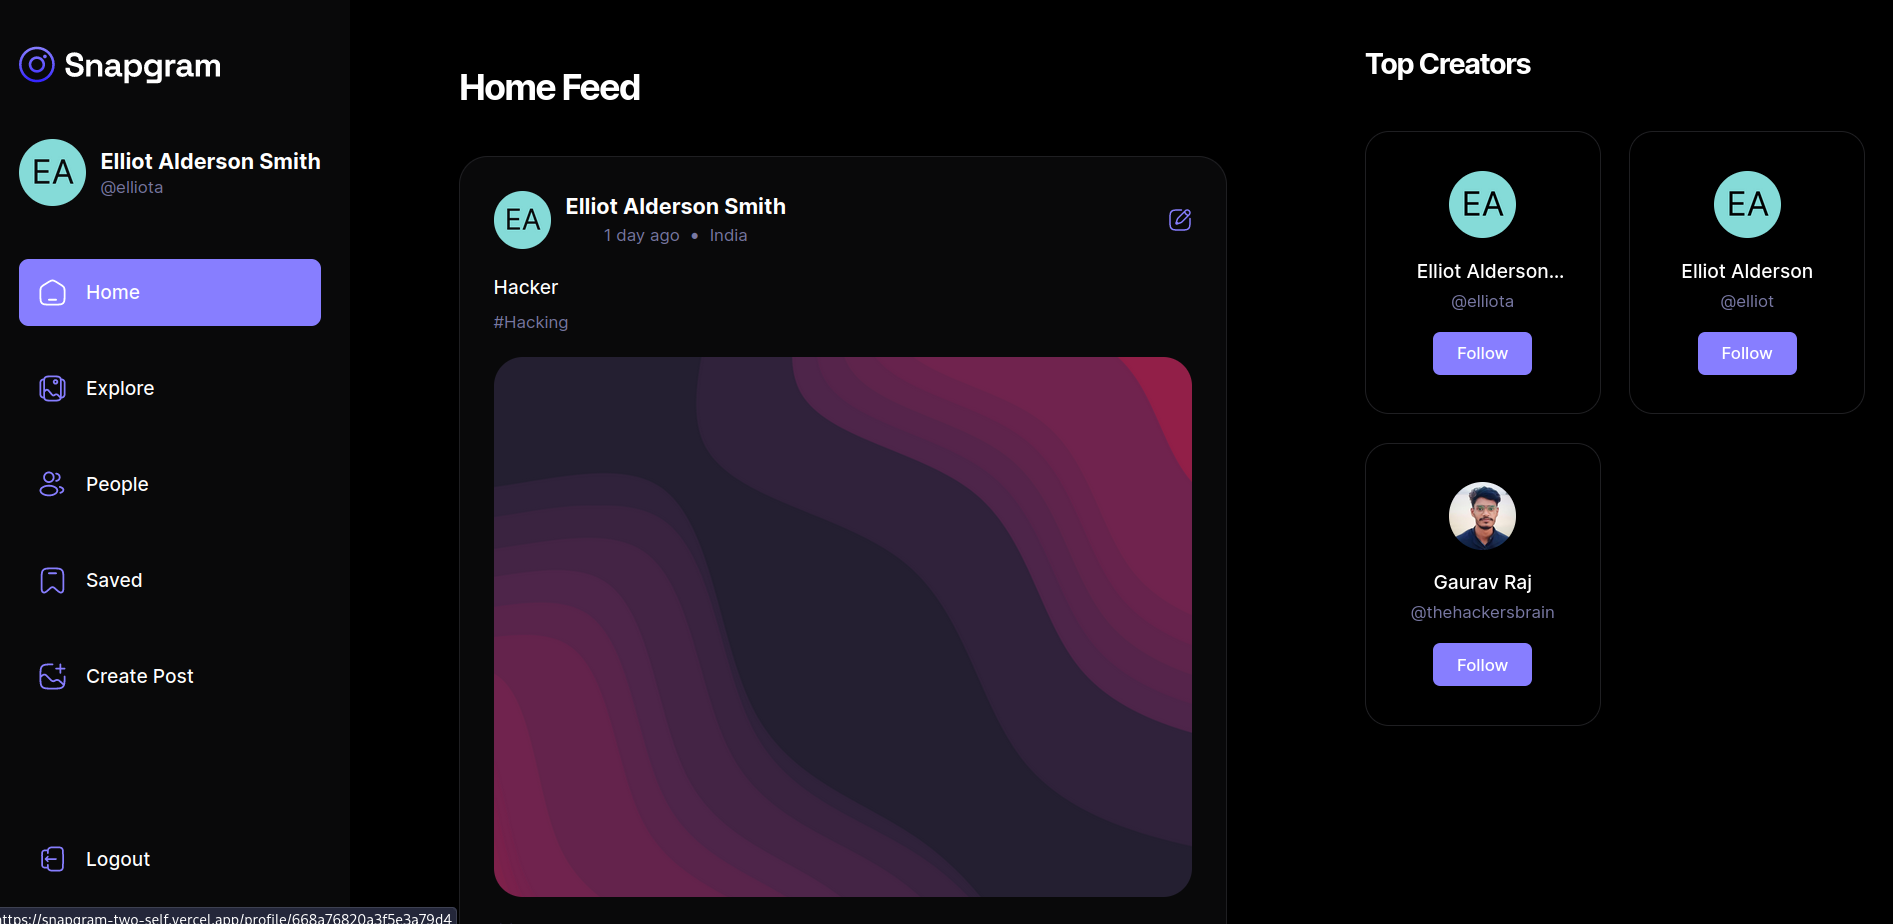 Snapgram
EA
Elliot Alderson Smith
@elliota
Home
Explore
People
Saved
Create Post
Logout
Home Feed
EA
Elliot Alderson Smith
1 day ago • India
Hacker
#Hacking
Top Creators
EA
Elliot Alderson...
@elliota
Follow
EA
Elliot Alderson
@elliot
Follow
Gaurav Raj
@thehackersbrain
Follow
ttps://snapgram-two-self.vercel.app/profile/668a76820a3f5e3a79d4